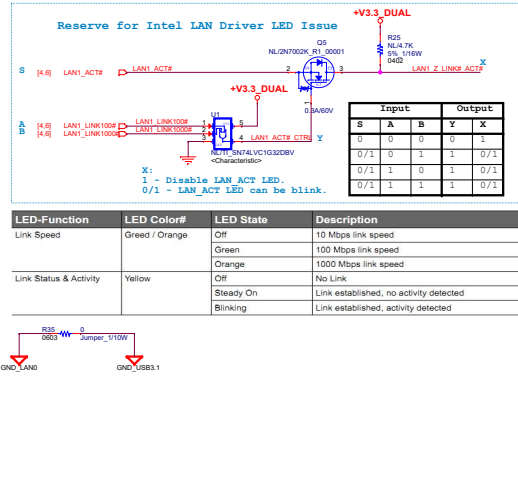 +V3.3_DUAL
Reserve for Intel LAN Driver LED Issue
Q5
NL/2N7002K_R1_00001
R25
NL/4.7K
5% 1/16W
0402
S [4,6] LAN1_ACT# LAN1_ACT# 2 3 LAN1_Z_LINK#_ACT# X
1
0.3A/60V
+V3.3_DUAL
U1
A [4,6] LAN1_LINK100# LAN1_LINK100# 1 5
B [4,6] LAN1_LINK1000# LAN1_LINK1000# 2
3 4 LAN1_ACT#_CTRL Y
NL/TI_SN74LVC1G32DBV
<Characteristic>
X:
1 - Disable LAN_ACT LED.
0/1 - LAN_ACT LED can be blink.
Input Output
S A B Y X
0 0 0 0 1
0/1 0 1 1 0/1
0/1 1 0 1 0/1
0/1 1 1 1 0/1
LED-Function LED Color# LED State Description
Link Speed Greed / Orange Off 10 Mbps link speed
Green 100 Mbps link speed
Orange 1000 Mbps link speed
Link Status & Activity Yellow Off No Link
Steady On Link established, no activity detected
Blinking Link established, activity detected
R35 0
0603 Jumper_1/10W
GND_LAN0 GND_USB3.1